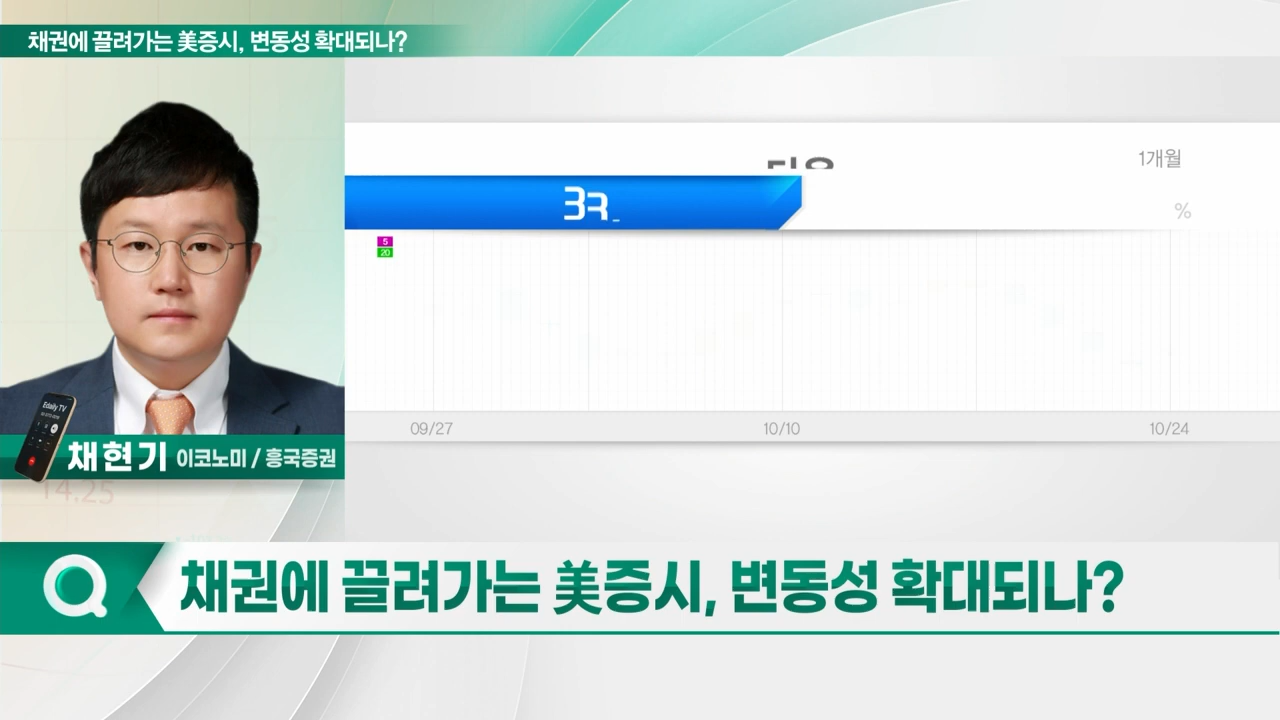 채권에 끌려가는 美증시, 변동성 확대되나?
1개월
%
5
20
09/27
10/10
10/24
Edaily TV
채현기 이코노미 / 흥국증권
14.25
채권에 끌려가는 美증시, 변동성 확대되나?